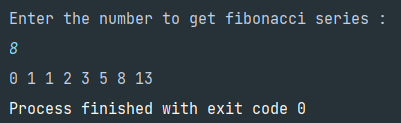 Enter the number to get fibonacci series :
8
0 1 1 2 3 5 8 13
Process finished with exit code 0